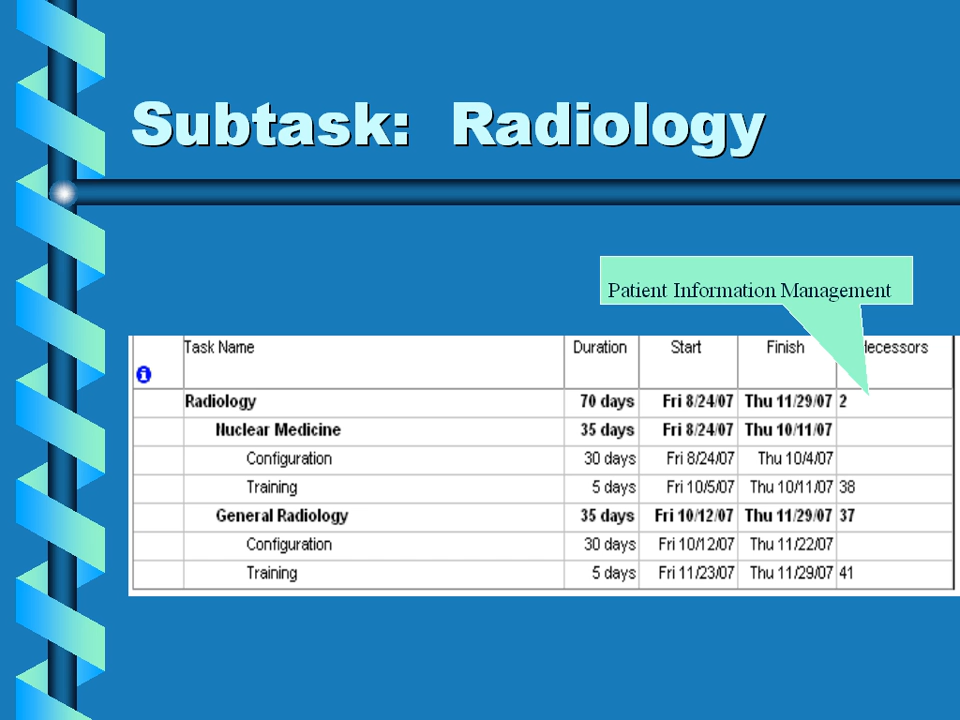 Subtask: Radiology
Patient Information Management
Task Name Duration Start Finish
Radiology 70 days Fri 8/24/07 Thu 11/29/07 2
Nuclear Medicine 35 days Fri 8/24/07 Thu 10/11/07
Configuration 30 days Fri 8/24/07 Thu 10/4/07
Training 5 days Fri 10/5/07 Thu 10/11/07 38
General Radiology 35 days Fri 10/12/07 Thu 11/29/07 37
Configuration 30 days Fri 10/12/07 Thu 11/22/07
Training 5 days Fri 11/23/07 Thu 11/29/07 41